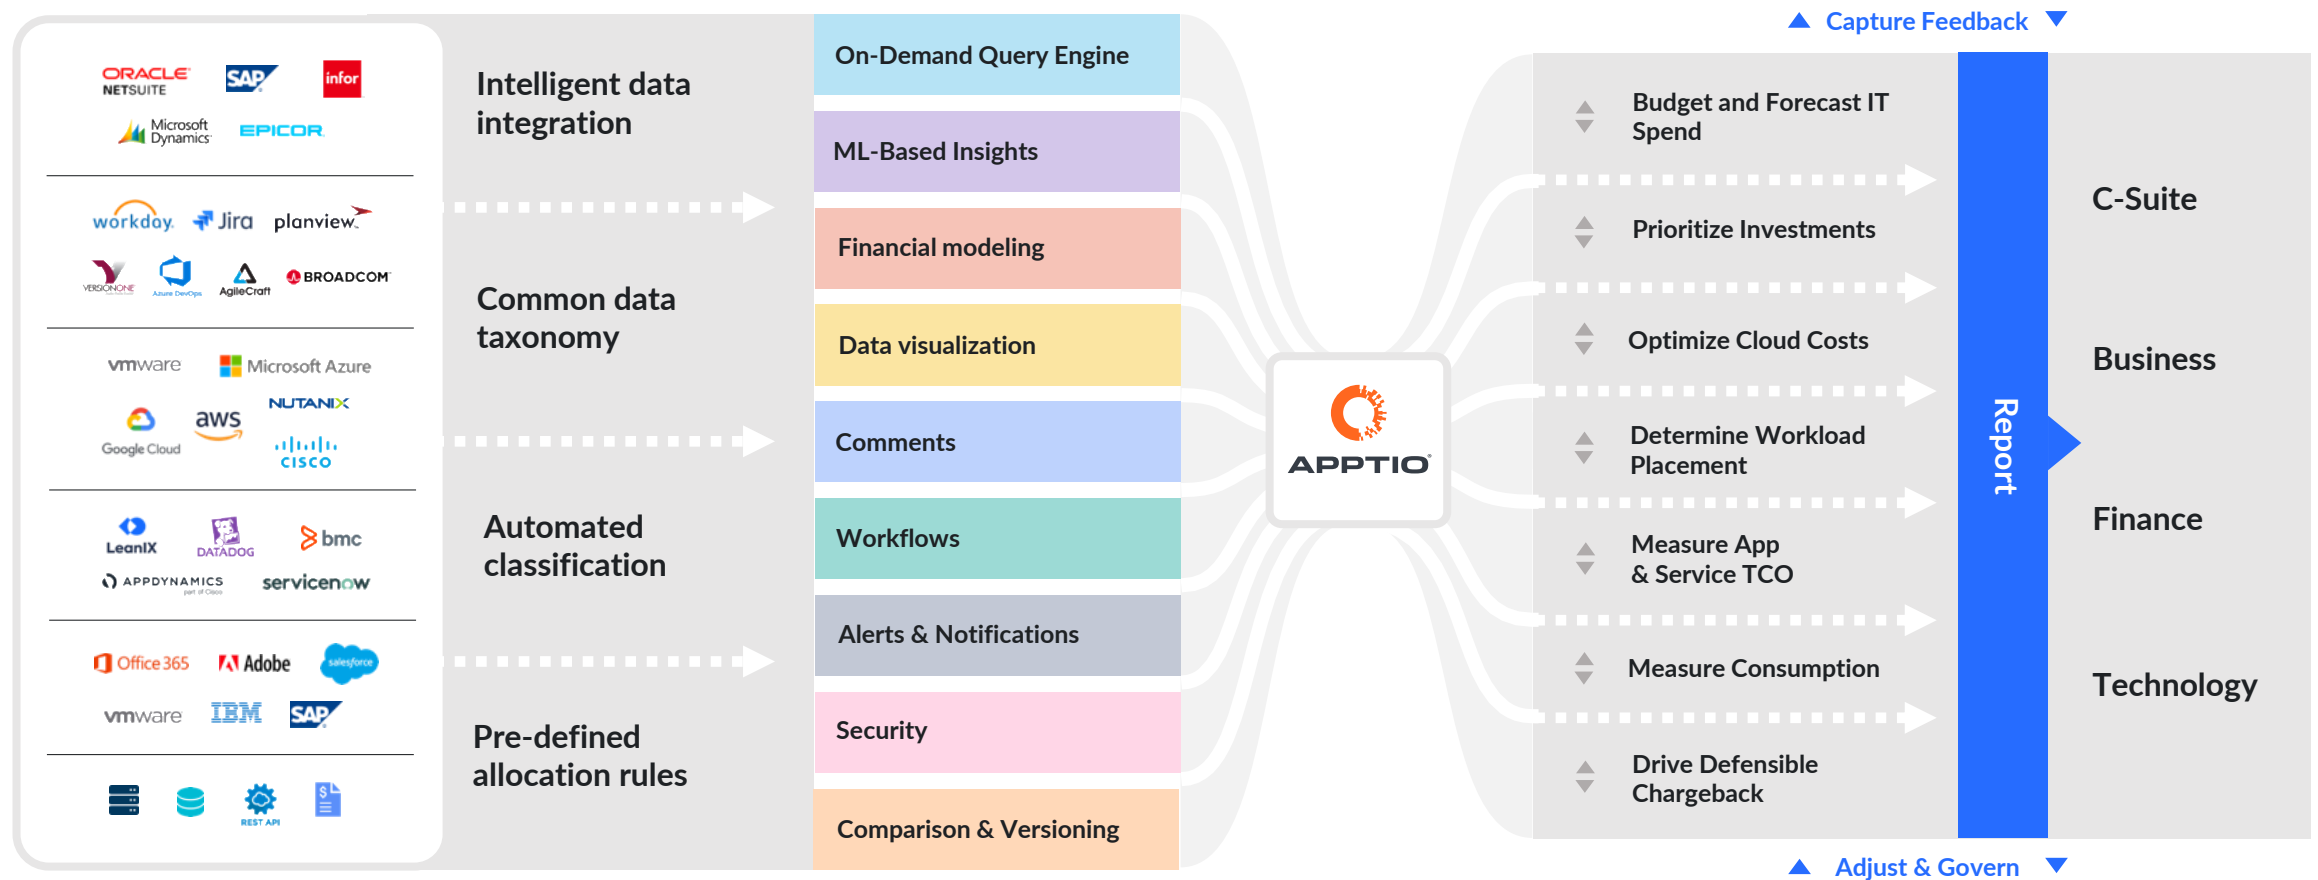 ORACLE
NETSUITE
SAP
infor
Microsoft
Dynamics
EPICOR
workday.
Jira
planview
VERSIONONE
Azure DevOps
AgileCraft
BROADCOM
vmware
Microsoft Azure
Google Cloud
aws
NUTANIX
CISCO
LeanIX
DATADOG
bmc
APPDYNAMICS
part of Cisco
servicenow
Office 365
Adobe
salesforce
vmware
IBM
SAP
REST API
$
Intelligent data
integration
Common data
taxonomy
Automated
classification
Pre-defined
allocation rules
On-Demand Query Engine
ML-Based Insights
Financial modeling
Data visualization
Comments
Workflows
Alerts & Notifications
Security
Comparison & Versioning
APPTIO
Capture Feedback
Budget and Forecast IT
Spend
Prioritize Investments
Optimize Cloud Costs
Determine Workload
Placement
Measure App
& Service TCO
Measure Consumption
Drive Defensible
Chargeback
Report
C-Suite
Business
Finance
Technology
Adjust & Govern